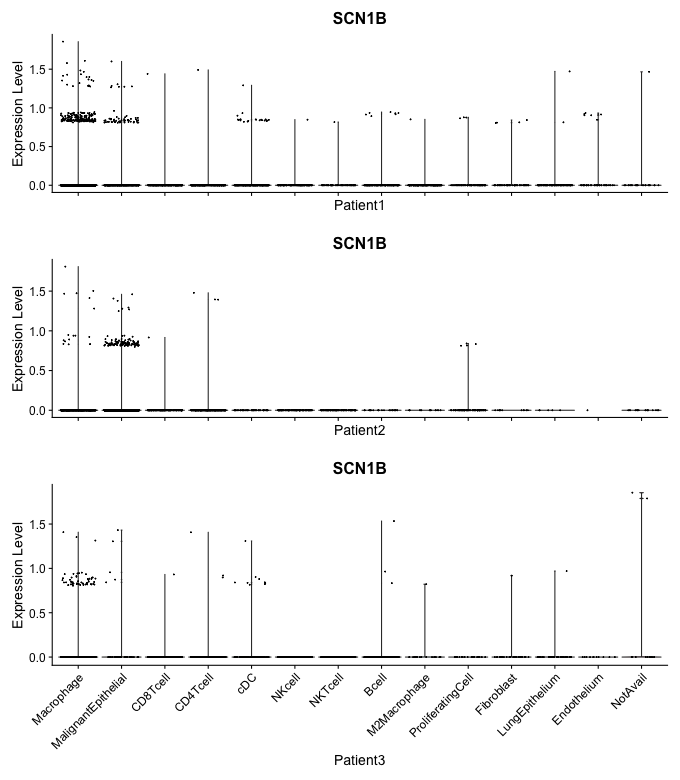 SCN1B
Expression Level
1.5
1.0
0.5
0.0
Patient1
SCN1B
Expression Level
1.5
1.0
0.5
0.0
Patient2
SCN1B
Expression Level
1.5
1.0
0.5
0.0
Macrophage
MalignantEpithelial
CD8Tcell
CD4Tcell
cDC
NKcell
NKTcell
Bcell
M2Macrophage
ProliferatingCell
Fibroblast
LungEpithelium
Endothelium
NotAvail
Patient3